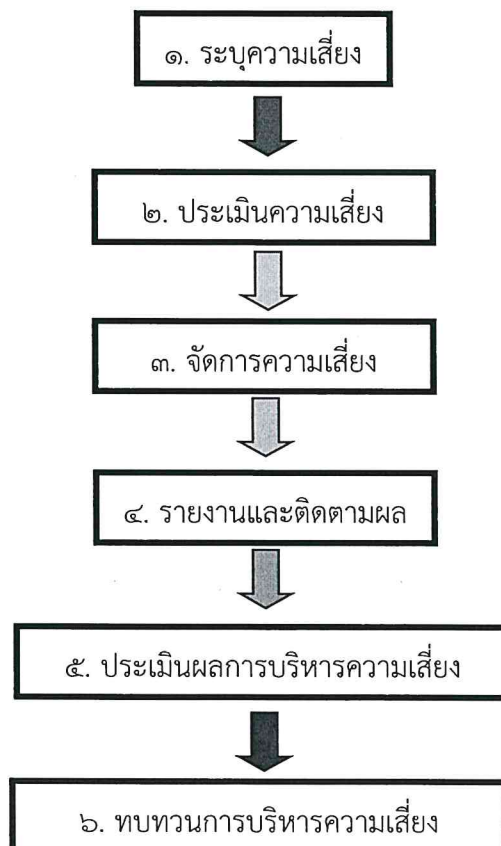 ๑. ระบุความเสี่ยง
๒. ประเมินความเสี่ยง
๓. จัดการความเสี่ยง
๔. รายงานและติดตามผล
๕. ประเมินผลการบริหารความเสี่ยง
๖. ทบทวนการบริหารความเสี่ยง